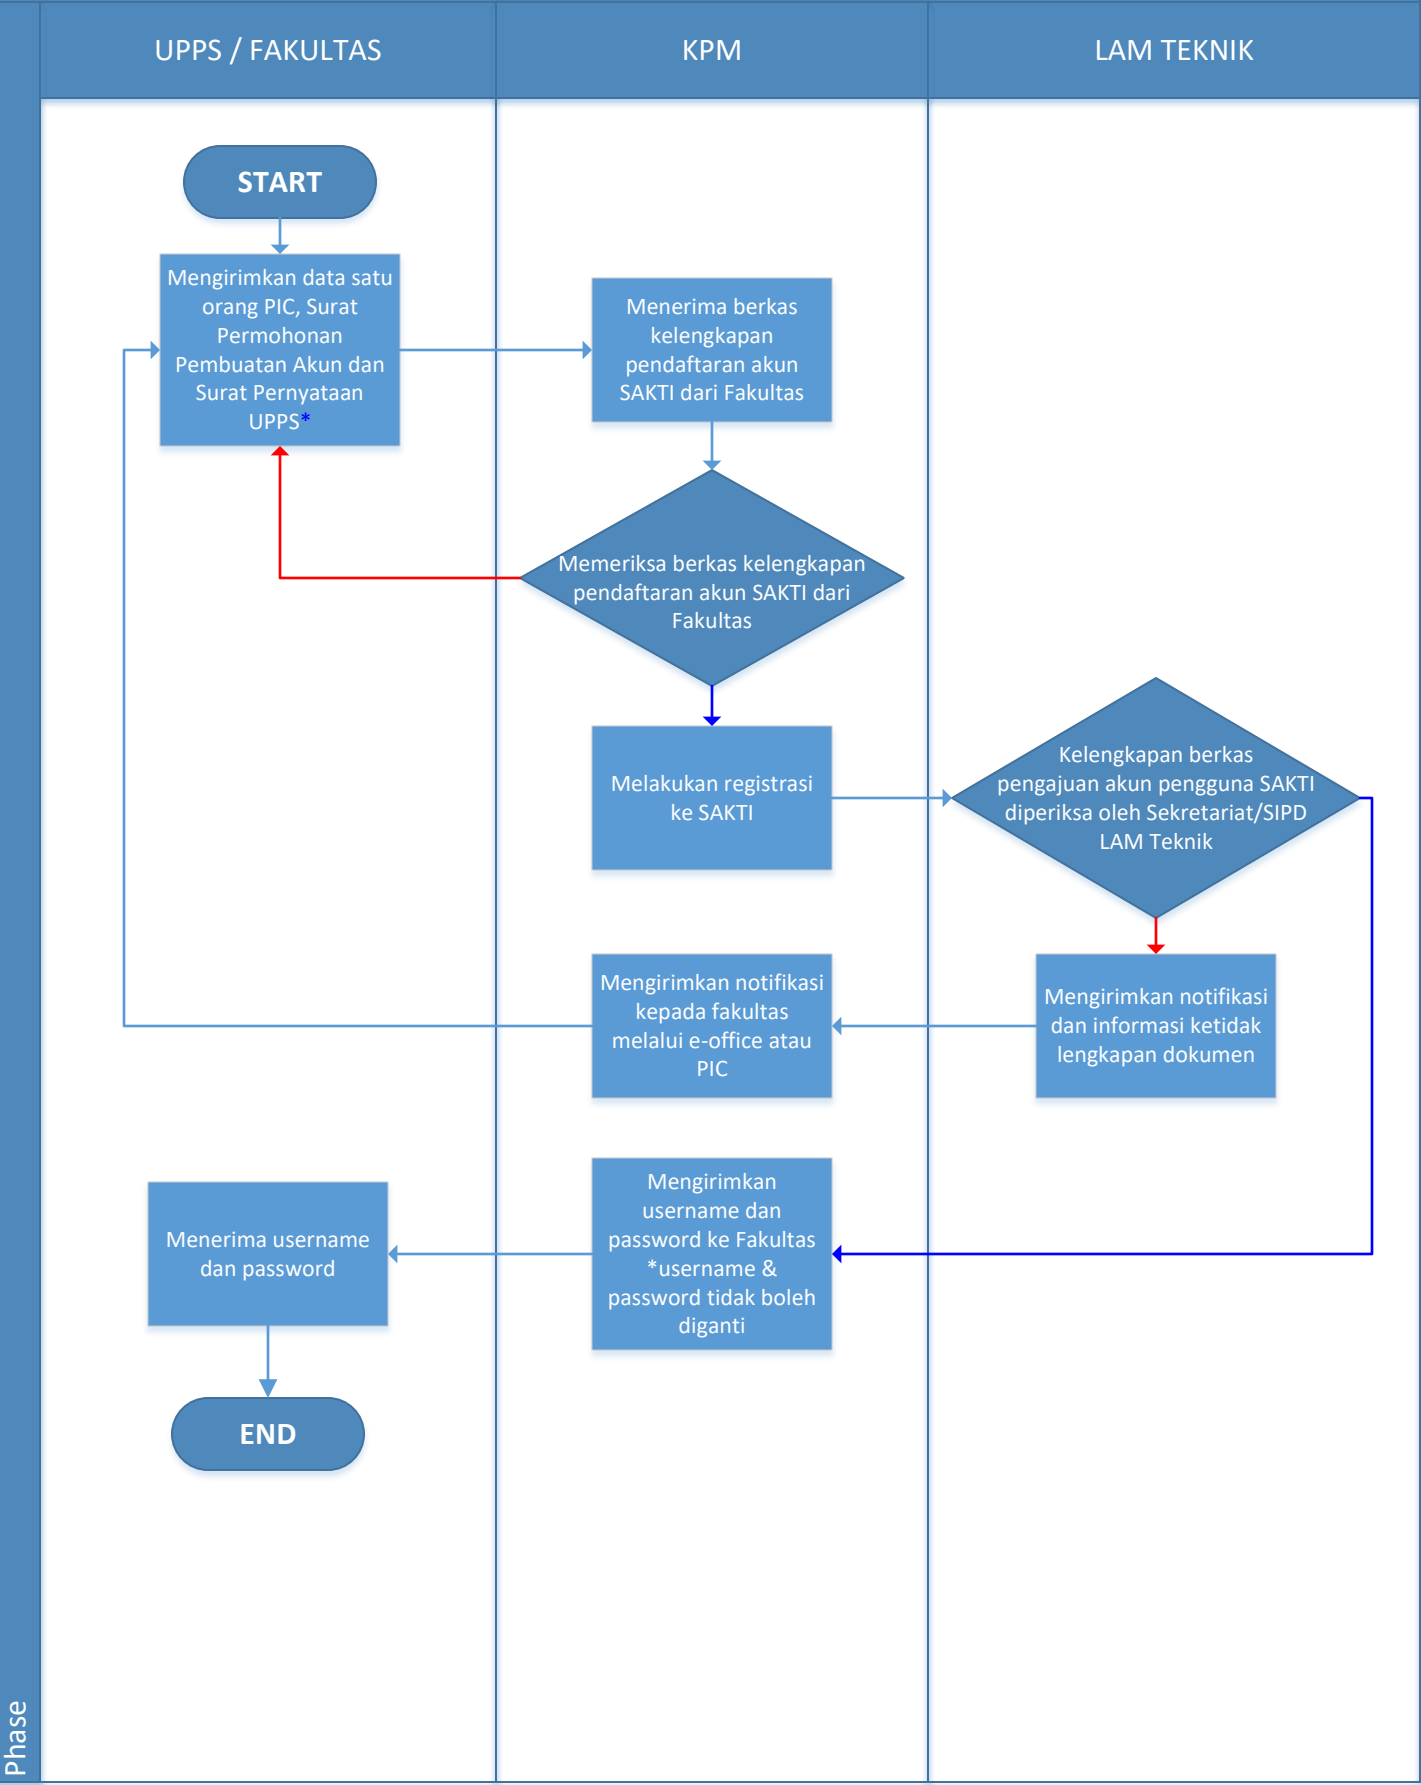 UPPS / FAKULTAS
KPM
LAM TEKNIK
START
Mengirimkan data satu
orang PIC, Surat
Permohonan
Pembuatan Akun dan
Surat Pernyataan
UPPS*
Menerima berkas
kelengkapan
pendaftaran akun
SAKTI dari Fakultas
Memeriksa berkas kelengkapan
pendaftaran akun SAKTI dari
Fakultas
Melakukan registrasi
ke SAKTI
Kelengkapan berkas
pengajuan akun pengguna SAKTI
diperiksa oleh Sekretariat/SIPD
LAM Teknik
Mengirimkan notifikasi
dan informasi ketidak
lengkapan dokumen
Mengirimkan notifikasi
kepada fakultas
melalui e-office atau
PIC
Mengirimkan
username dan
password ke Fakultas
*username &
password tidak boleh
diganti
Menerima username
dan password
END
Phase